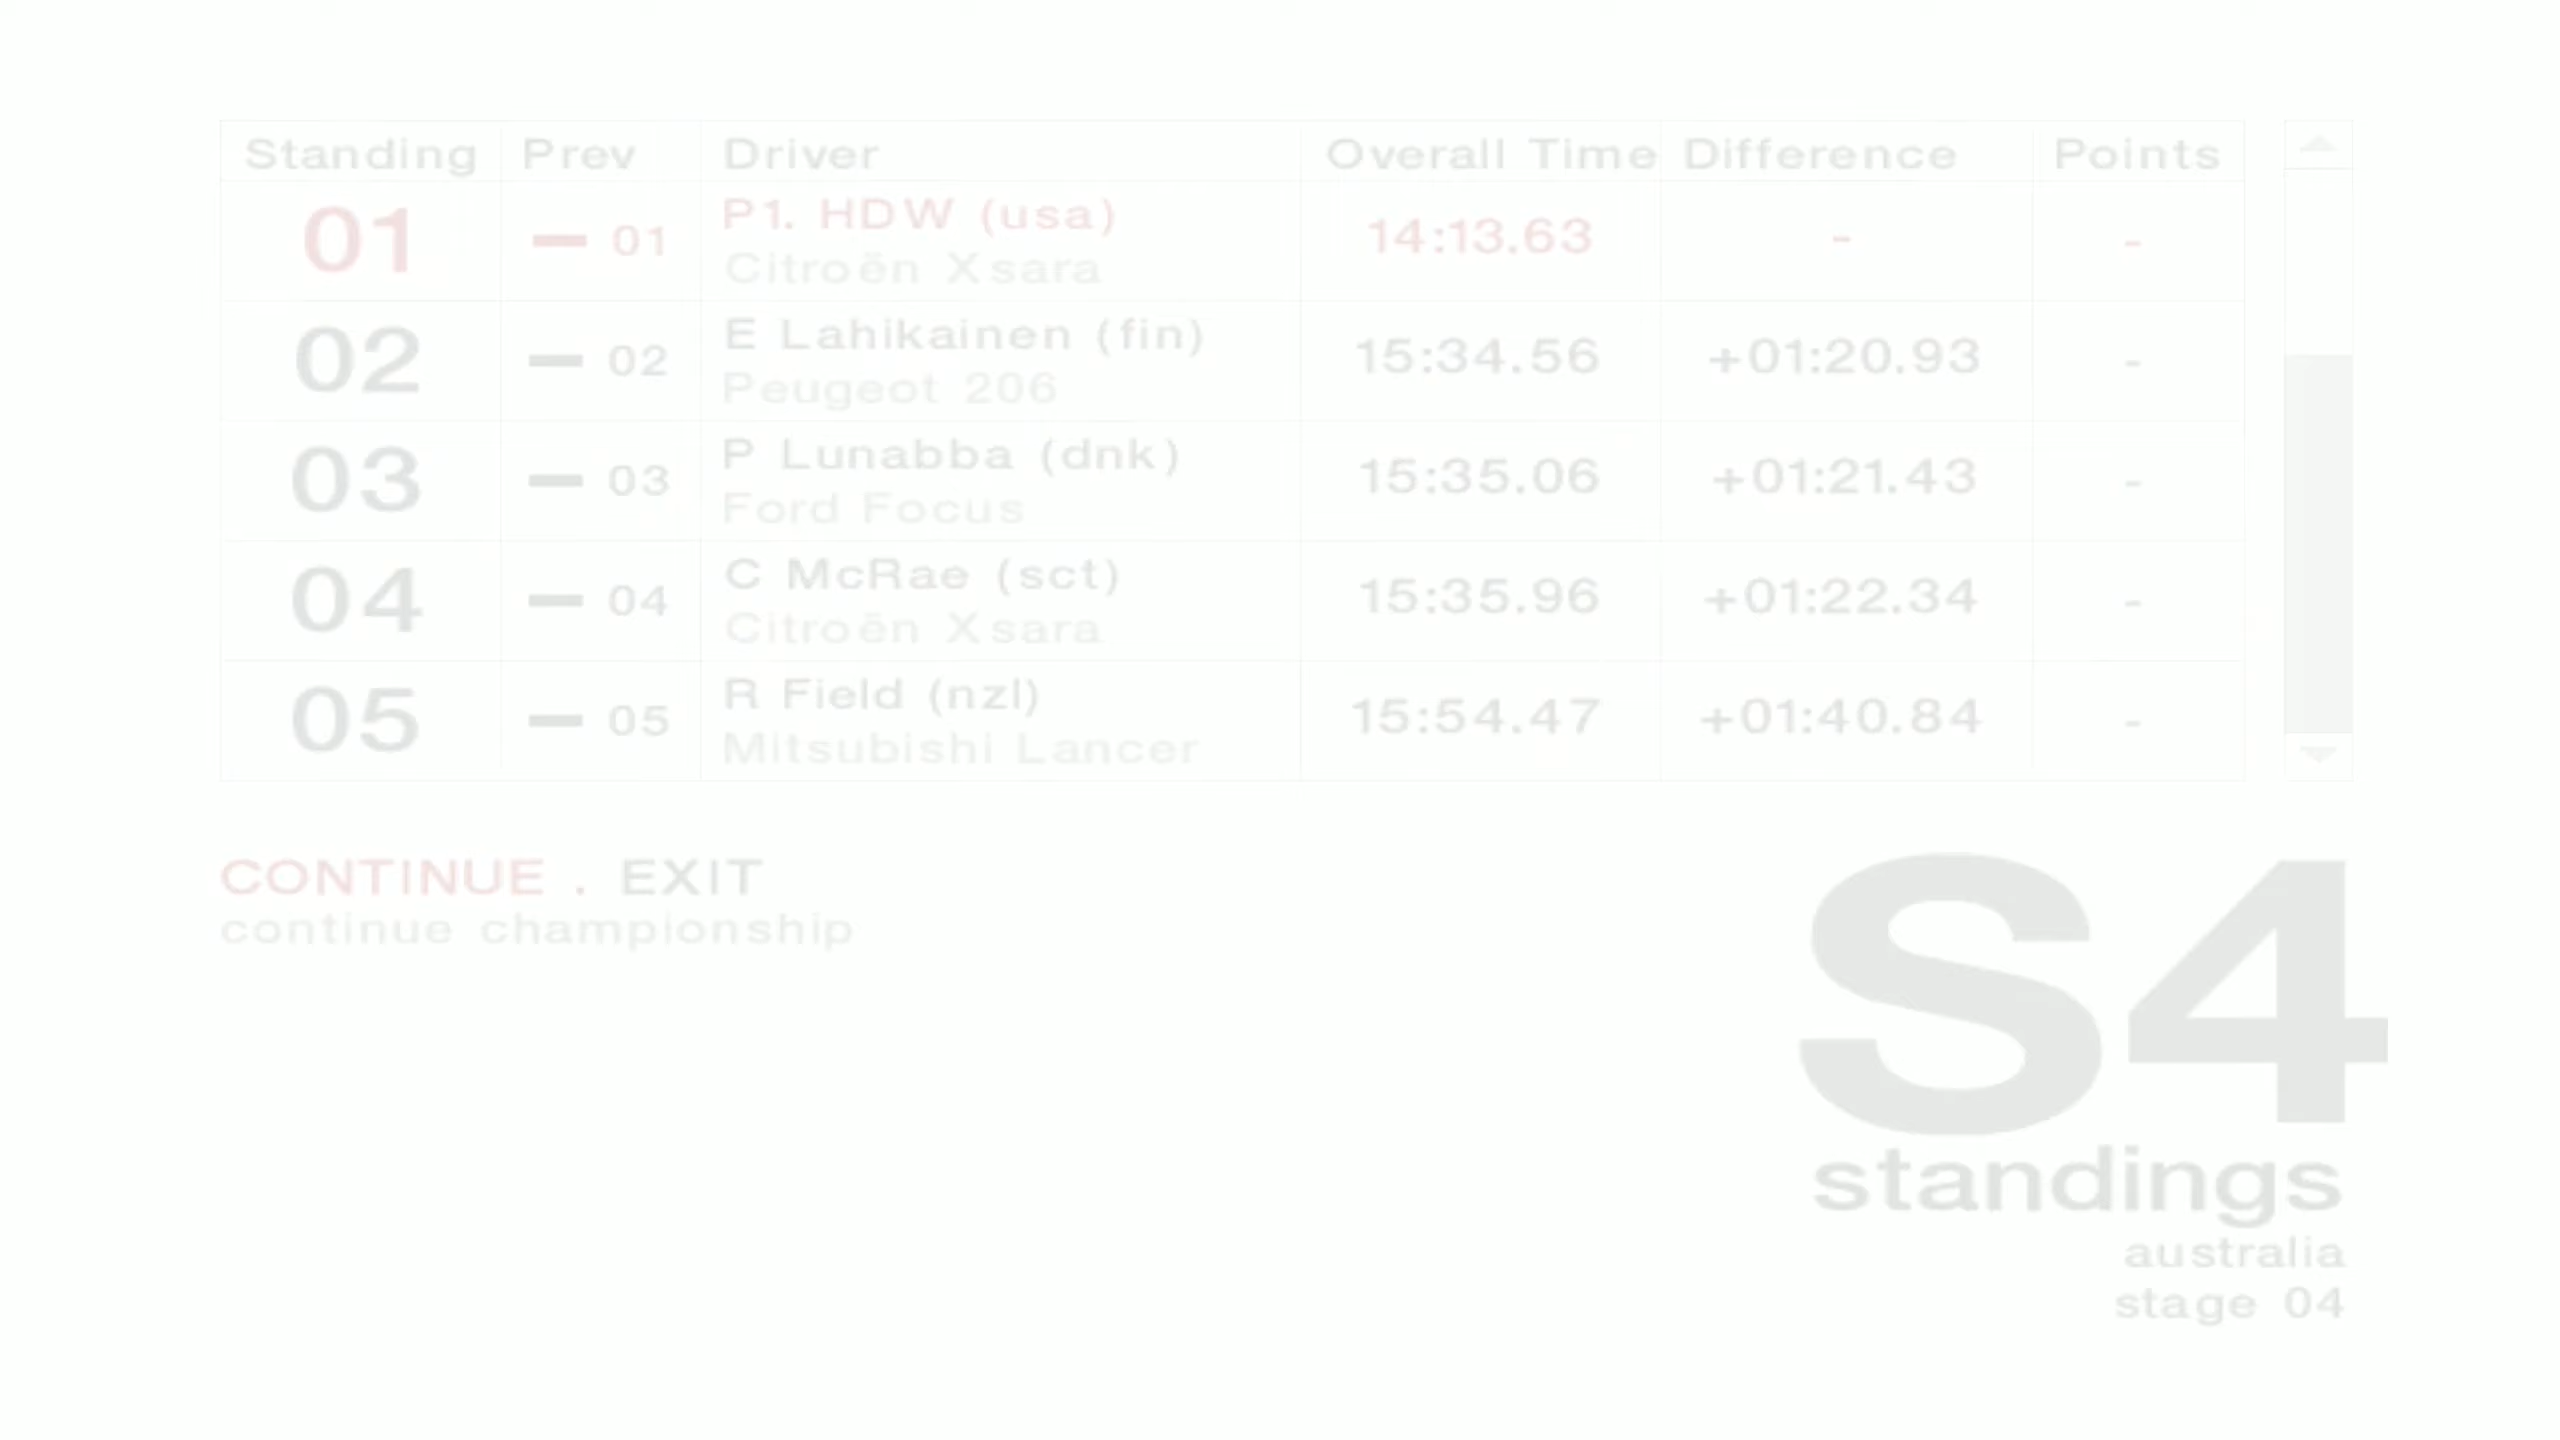 Standing Prev Driver Overall Time Difference Points
01 01 P1. HDW (usa) 14:13.63 - -
Citroën Xsara
02 02 E Lahikainen (fin) 15:34.56 +01:20.93 -
Peugeot 206
03 03 P Lunabba (dnk) 15:35.06 +01:21.43 -
Ford Focus
04 04 C McRae (sct) 15:35.96 +01:22.34 -
Citroën Xsara
05 05 R Field (nzl) 15:54.47 +01:40.84 -
Mitsubishi Lancer
CONTINUE . EXIT
continue championship
S4
standings
australia
stage 04